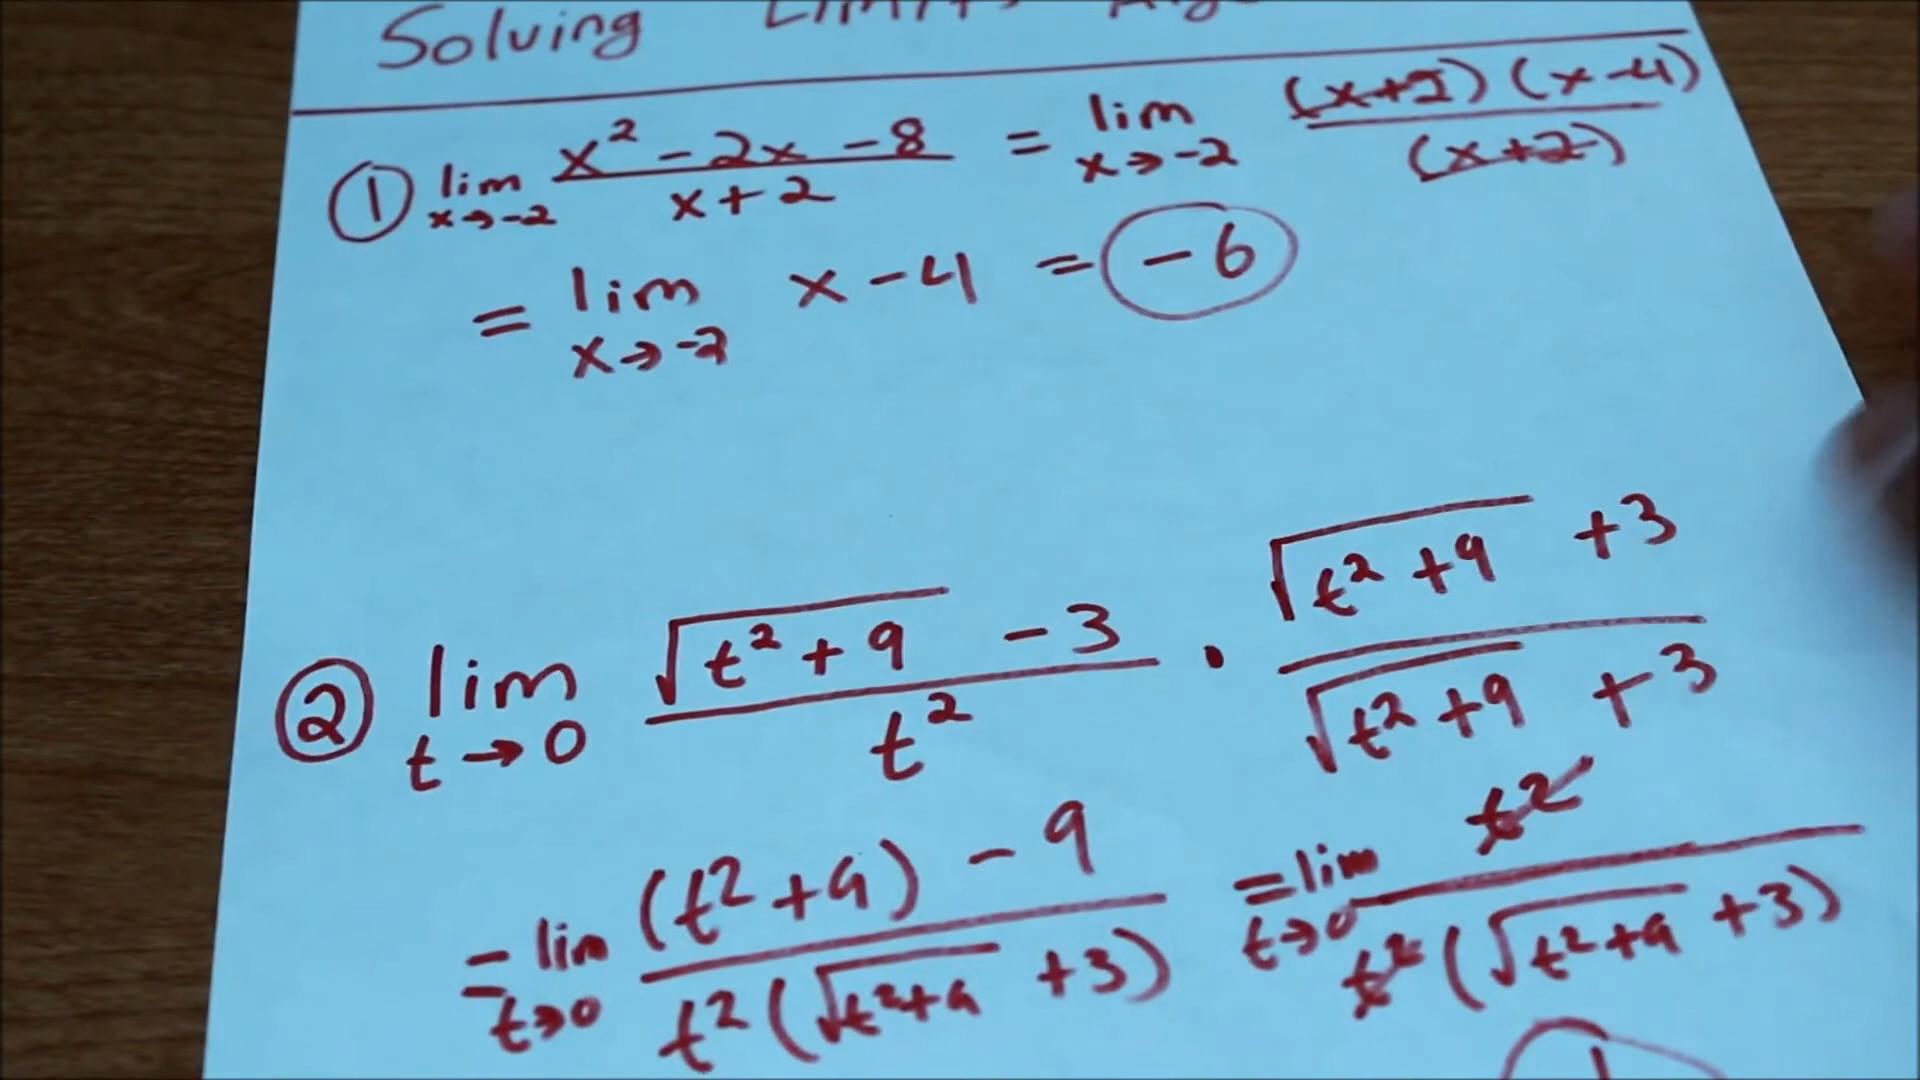 Solving Limits
① lim x→-2 (x² - 2x - 8)/(x + 2) = lim x→-2 ((x+2)(x-4))/((x+2))
= lim x→-2 x - 4 = -6
② lim t→0 (√(t² + 9) - 3)/t² · (√(t² + 9) + 3)/(√(t² + 9) + 3)
= lim t→0 ((t² + 9) - 9)/(t²(√(t² + 9) + 3)) = lim t→0 t²/(t²(√(t² + 9) + 3))